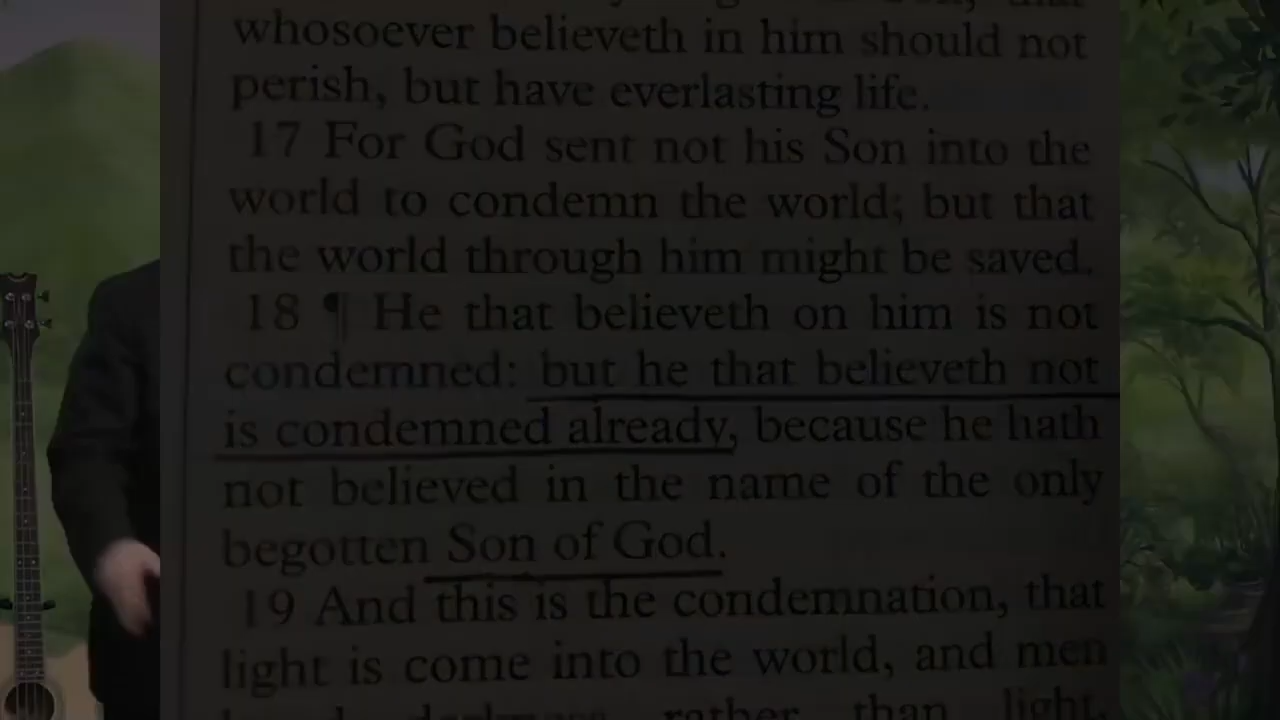 whosoever believeth in him should not
perish, but have everlasting life.
17 For God sent not his Son into the
world to condemn the world; but that
the world through him might be saved.
18 ¶ He that believeth on him is not
condemned: but he that believeth not
is condemned already, because he hath
not believed in the name of the only
begotten Son of God.
19 And this is the condemnation, that
light is come into the world, and men
darkness rather than light,